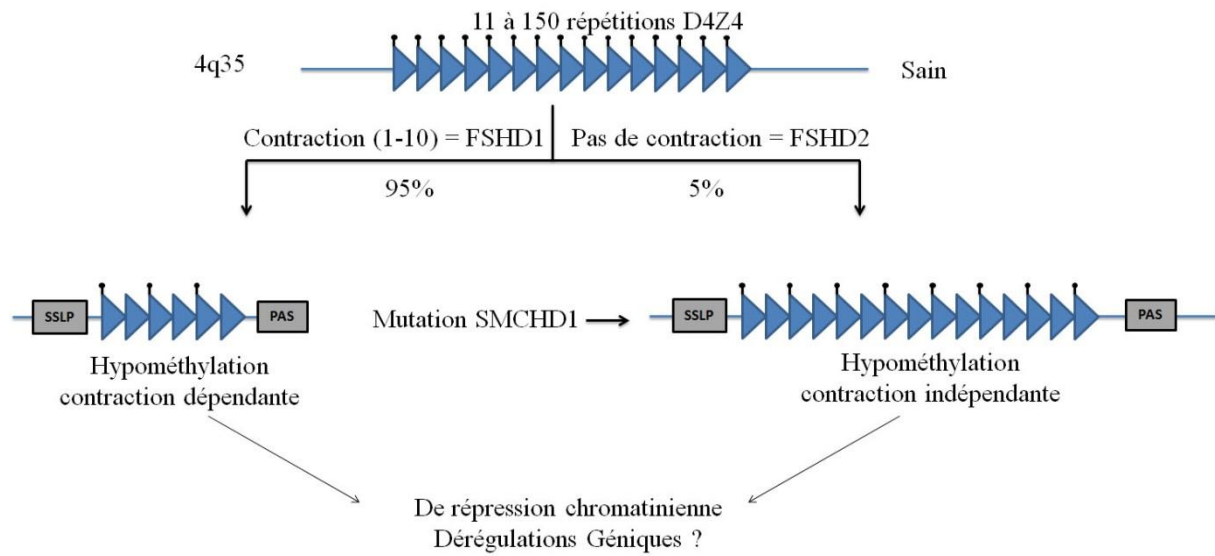 11 à 150 répétitions D4Z4
4q35
Sain
Contraction (1-10) = FSHD1
Pas de contraction = FSHD2
95%
5%
SSLP
PAS
Mutation SMCHD1
SSLP
PAS
Hypométhylation
contraction dépendante
Hypométhylation
contraction indépendante
De répression chromatinienne
Dérégulations Géniques ?